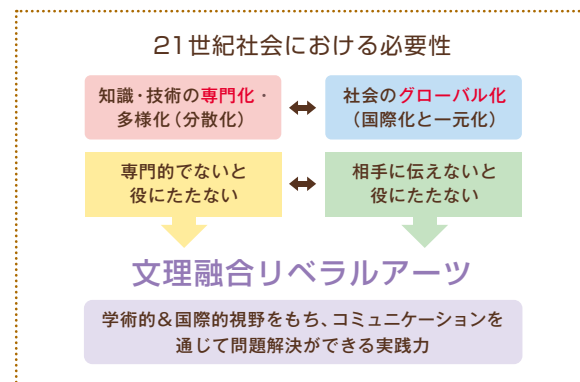 21世紀社会における必要性
知識・技術の専門化・
多様化（分散化）
社会のグローバル化
（国際化と一元化）
専門的でないと
役にたたない
相手に伝えないと
役にたたない
文理融合リベラルアーツ
学術的＆国際的視野をもち、コミュニケーションを
通じて問題解決ができる実践力